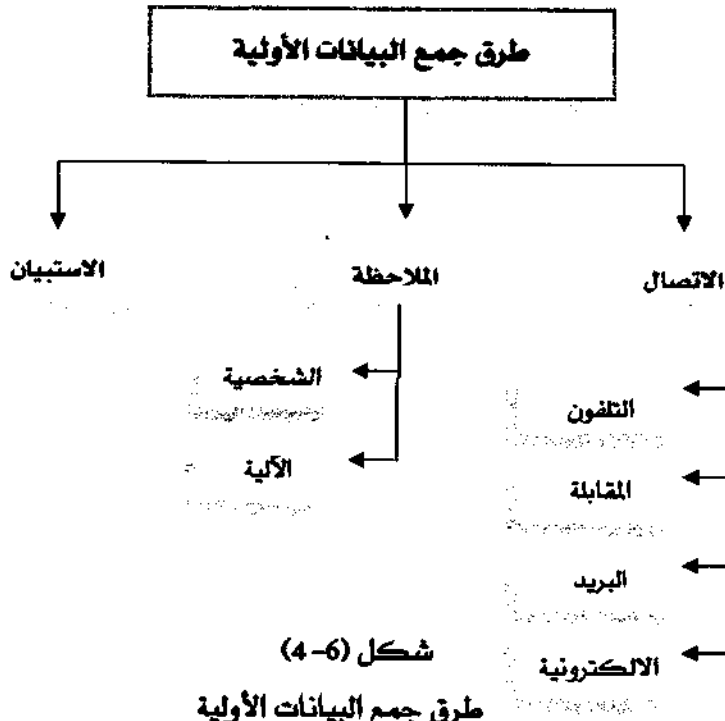 طرق جمع البيانات الأولية
الاتصال
الملاحظة
الاستبيان
التلفون
المقابلة
البريد
الالكترونية
الشخصية
الآلية
شكل (6-4)
طرق جمع البيانات الأولية